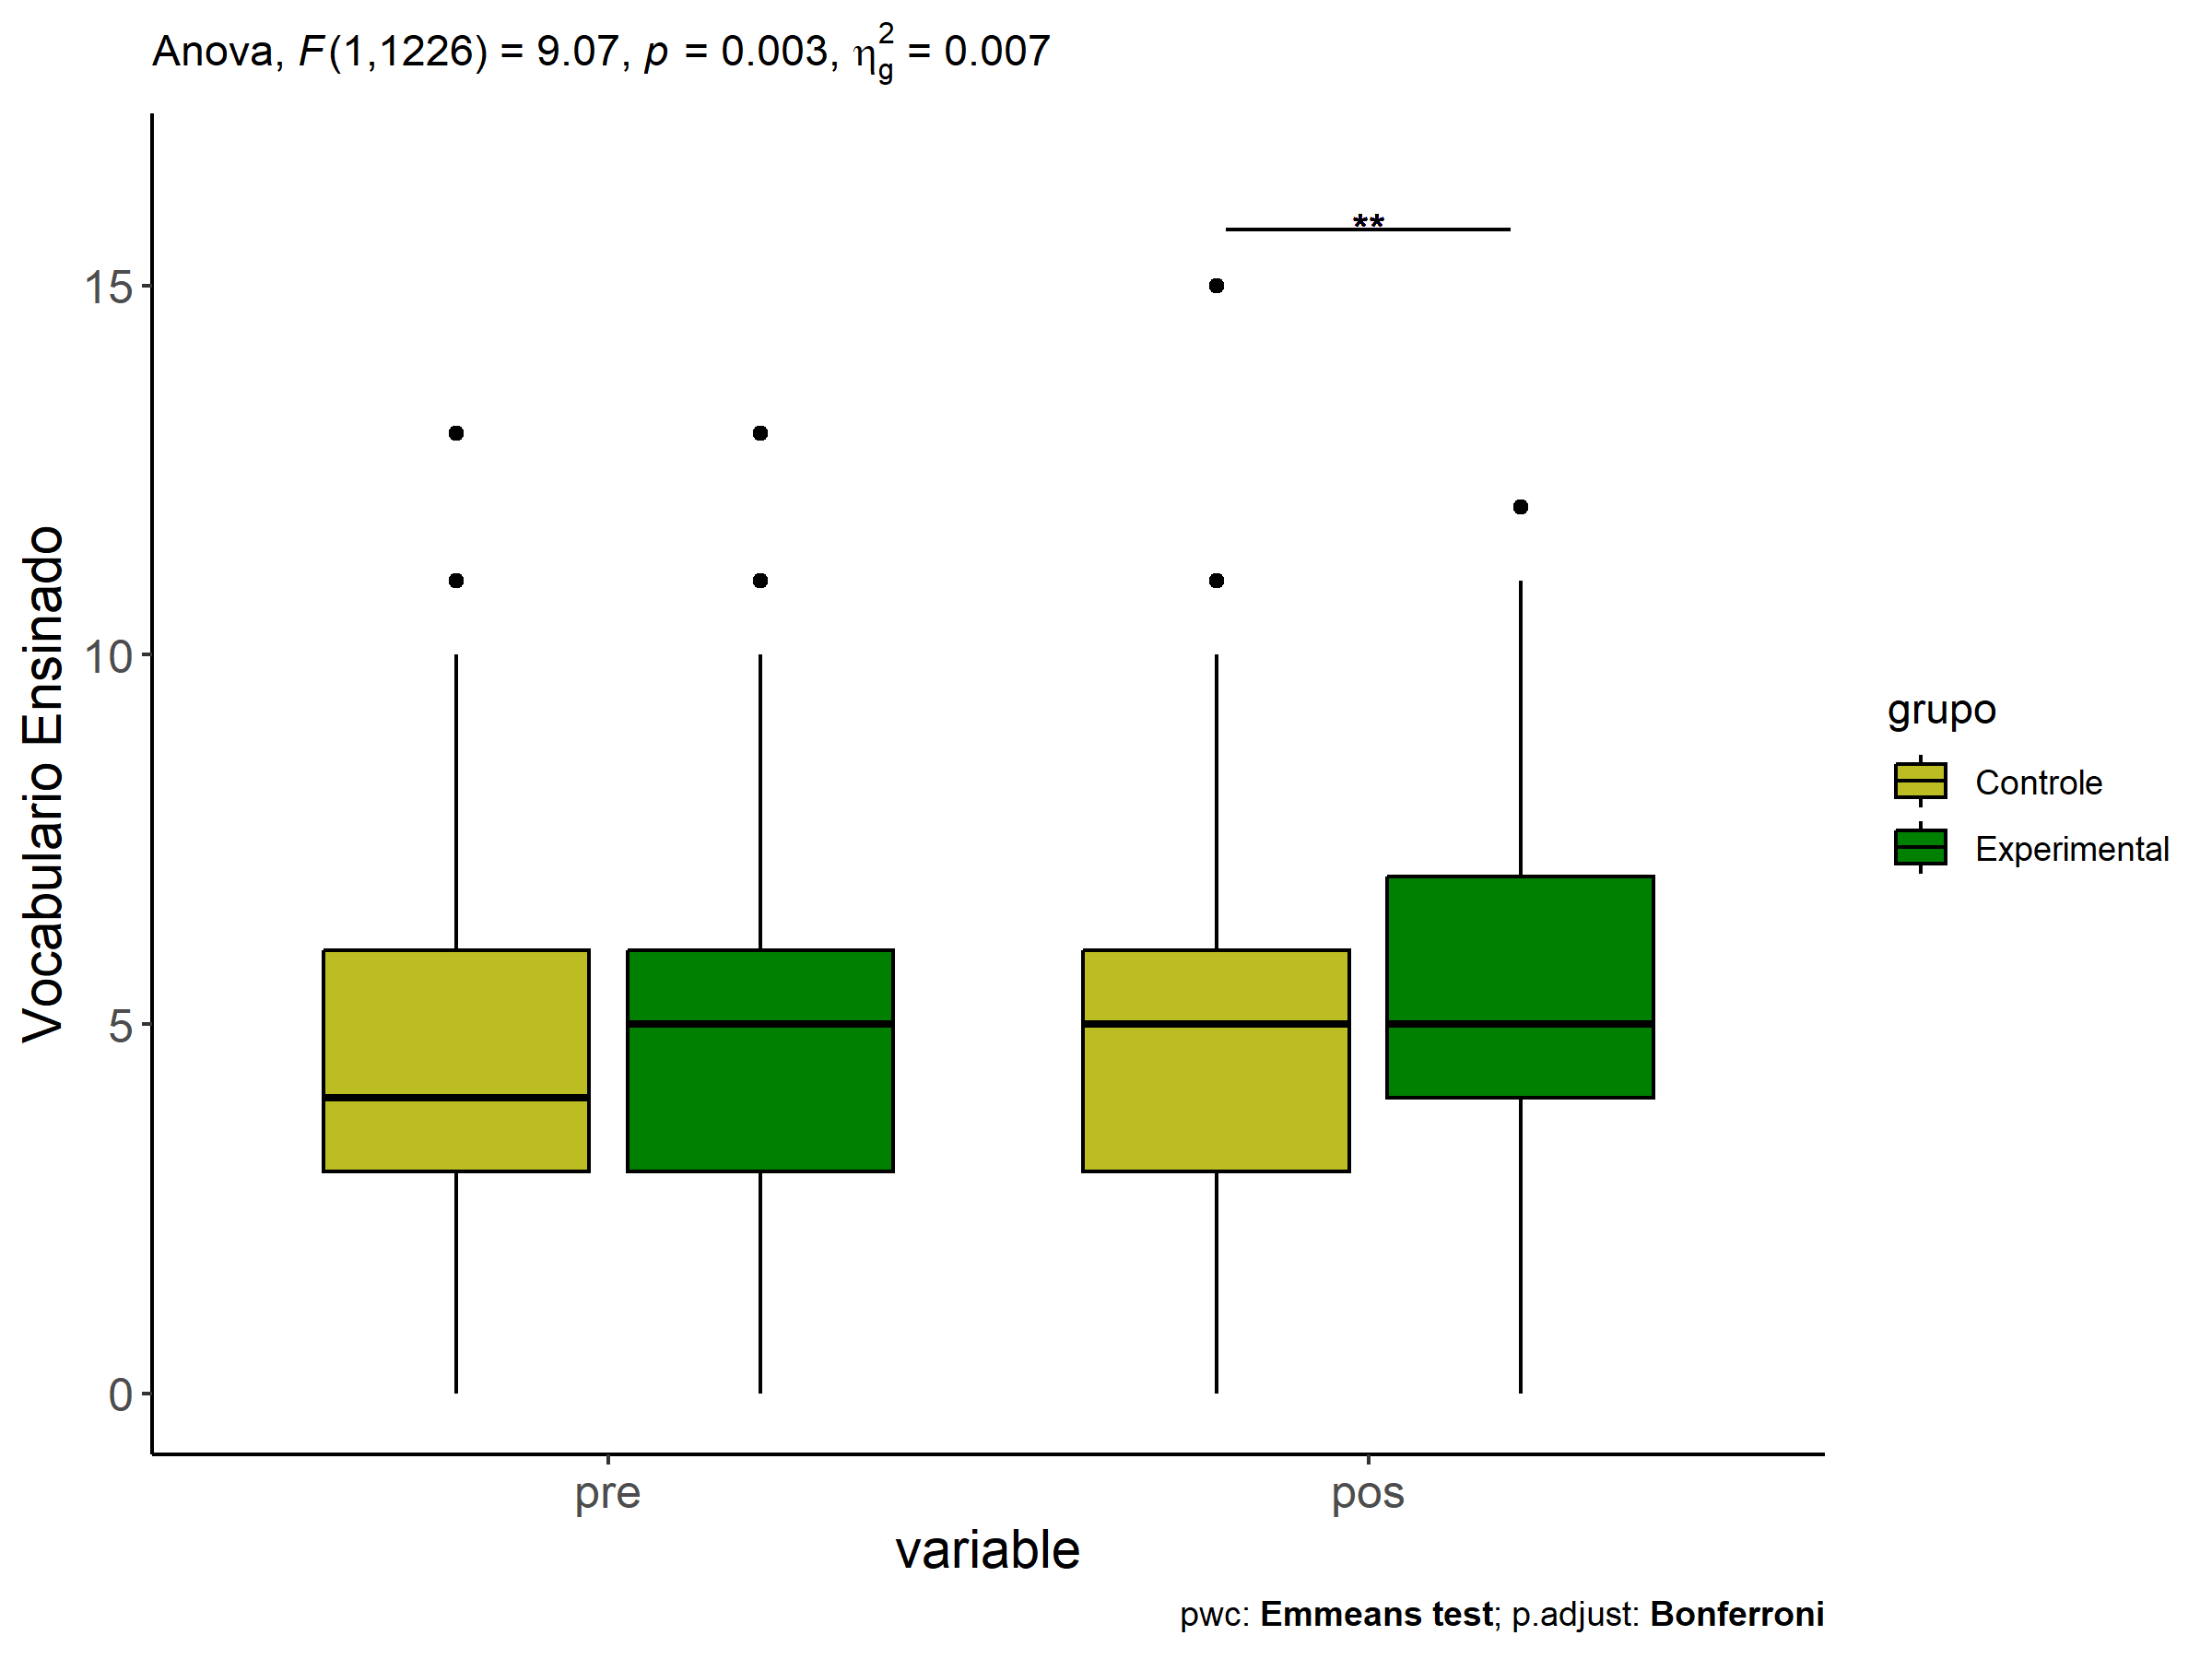 Anova, F(1,1226) = 9.07, p = 0.003, η²g = 0.007
**
15
10
5
0
Vocabulario Ensinado
pre
pos
variable
grupo
Controle
Experimental
pwc: Emmeans test; p.adjust: Bonferroni